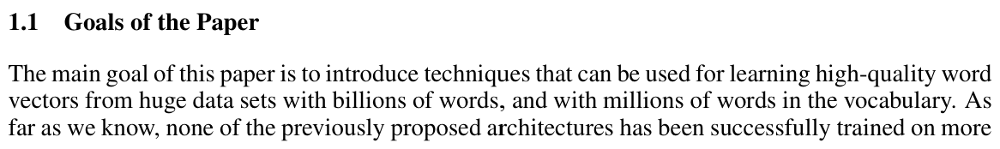 1.1 Goals of the Paper
The main goal of this paper is to introduce techniques that can be used for learning high-quality word
vectors from huge data sets with billions of words, and with millions of words in the vocabulary. As
far as we know, none of the previously proposed architectures has been successfully trained on more